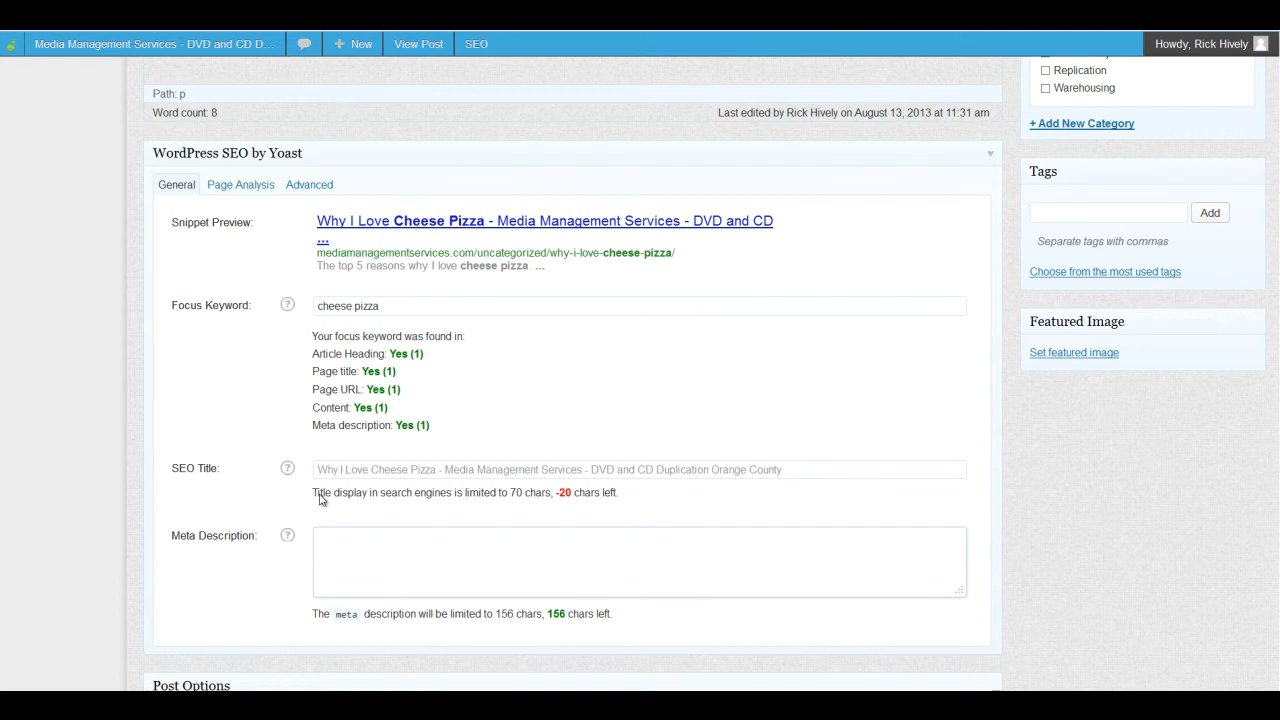 Media Management Services - DVD and CD D... New View Post SEO Howdy, Rick Hively
Replication
Warehousing
+ Add New Category
Path: p
Word count: 8 Last edited by Rick Hively on August 13, 2013 at 11:31 am
WordPress SEO by Yoast
General Page Analysis Advanced
Snippet Preview: Why I Love Cheese Pizza - Media Management Services - DVD and CD
...
mediamanagementservices.com/uncategorized/why-i-love-cheese-pizza/
The top 5 reasons why I love cheese pizza. ...
Focus Keyword: ? cheese pizza
Your focus keyword was found in:
Article Heading: Yes (1)
Page title: Yes (1)
Page URL: Yes (1)
Content: Yes (1)
Meta description: Yes (1)
SEO Title: ? Why I Love Cheese Pizza - Media Management Services - DVD and CD Duplication Orange County
Title display in search engines is limited to 70 chars, -20 chars left.
Meta Description: ?
The meta description will be limited to 156 chars, 156 chars left.
Post Options
Tags
Add
Separate tags with commas
Choose from the most used tags
Featured Image
Set featured image